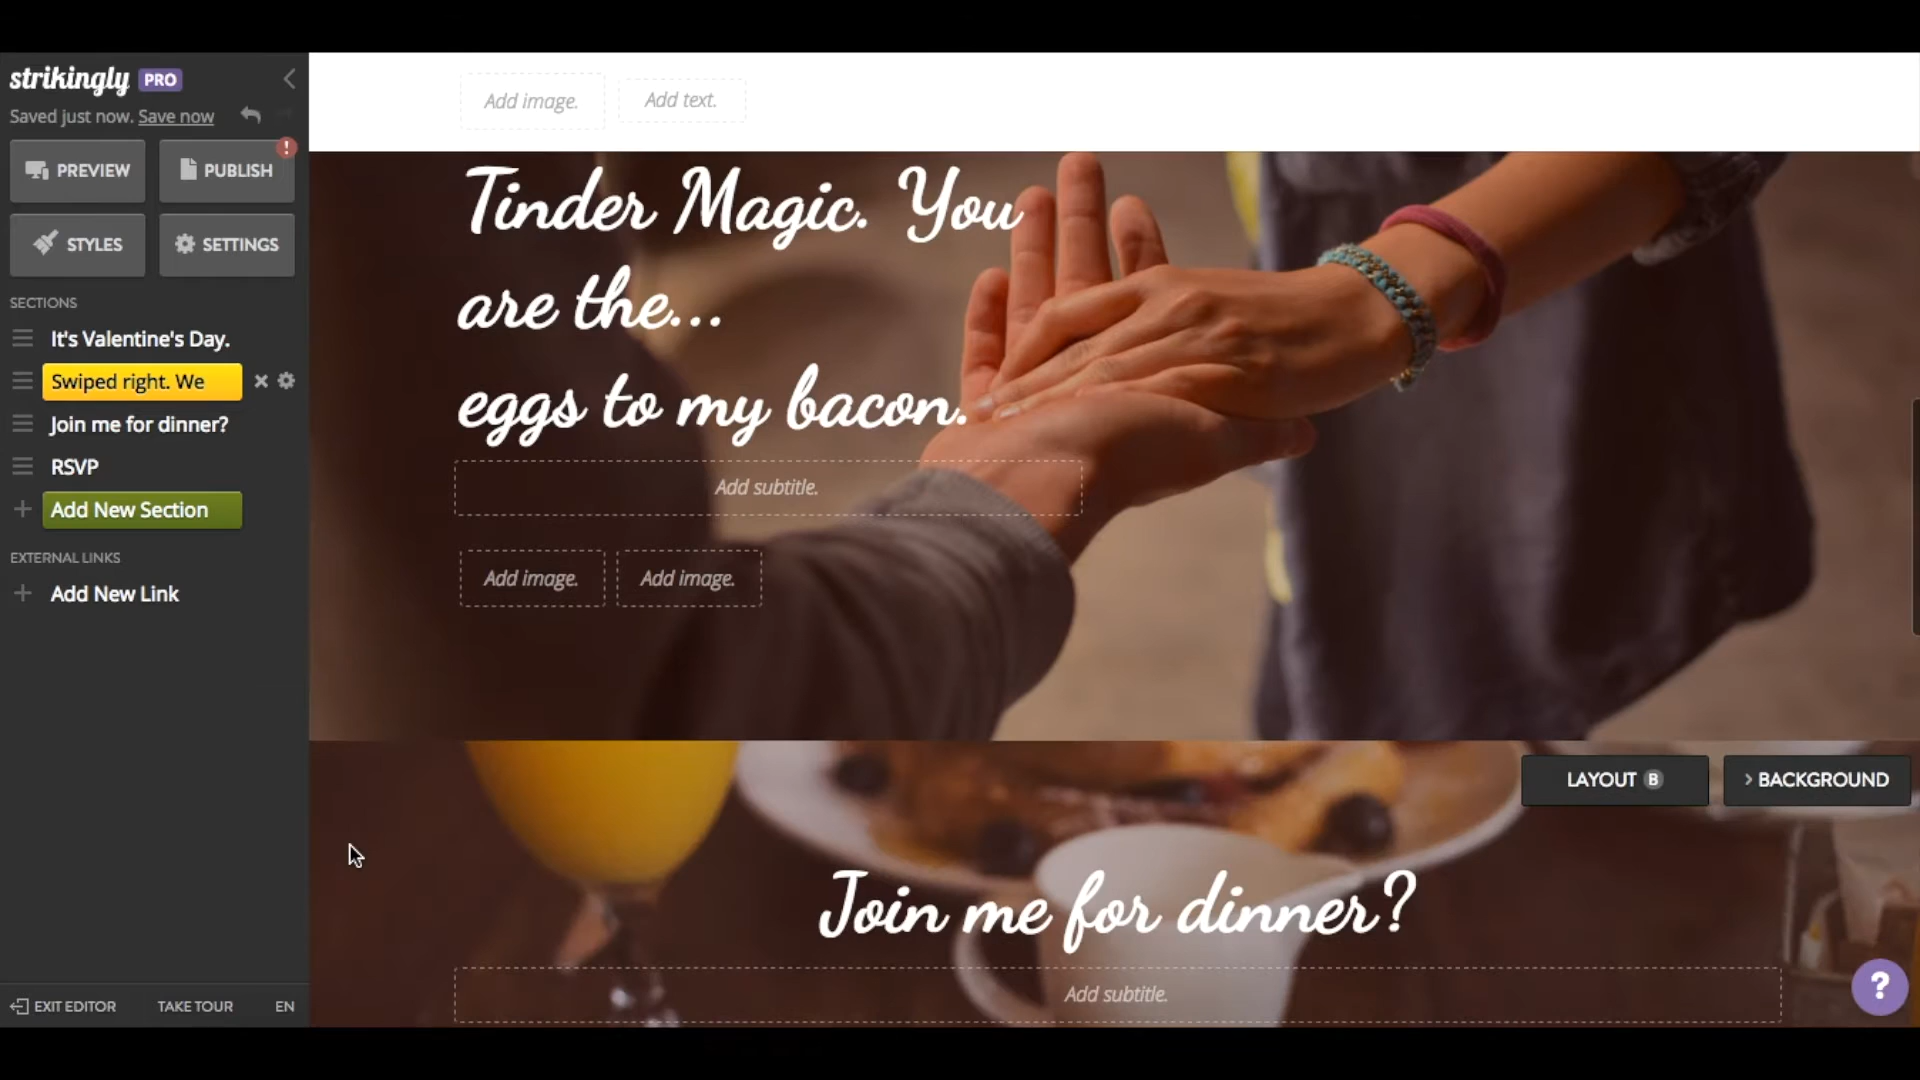 strikingly PRO
Saved just now. Save now
PREVIEW
PUBLISH
!
STYLES
SETTINGS
SECTIONS
It's Valentine's Day.
Swiped right. We
Join me for dinner?
RSVP
Add New Section
EXTERNAL LINKS
Add New Link
EXIT EDITOR
TAKE TOUR
EN
Add image.
Add text.
Tinder Magic. You
are the...
eggs to my bacon.
Add subtitle.
Add image.
Add image.
LAYOUT B
BACKGROUND
Join me for dinner?
Add subtitle.
?